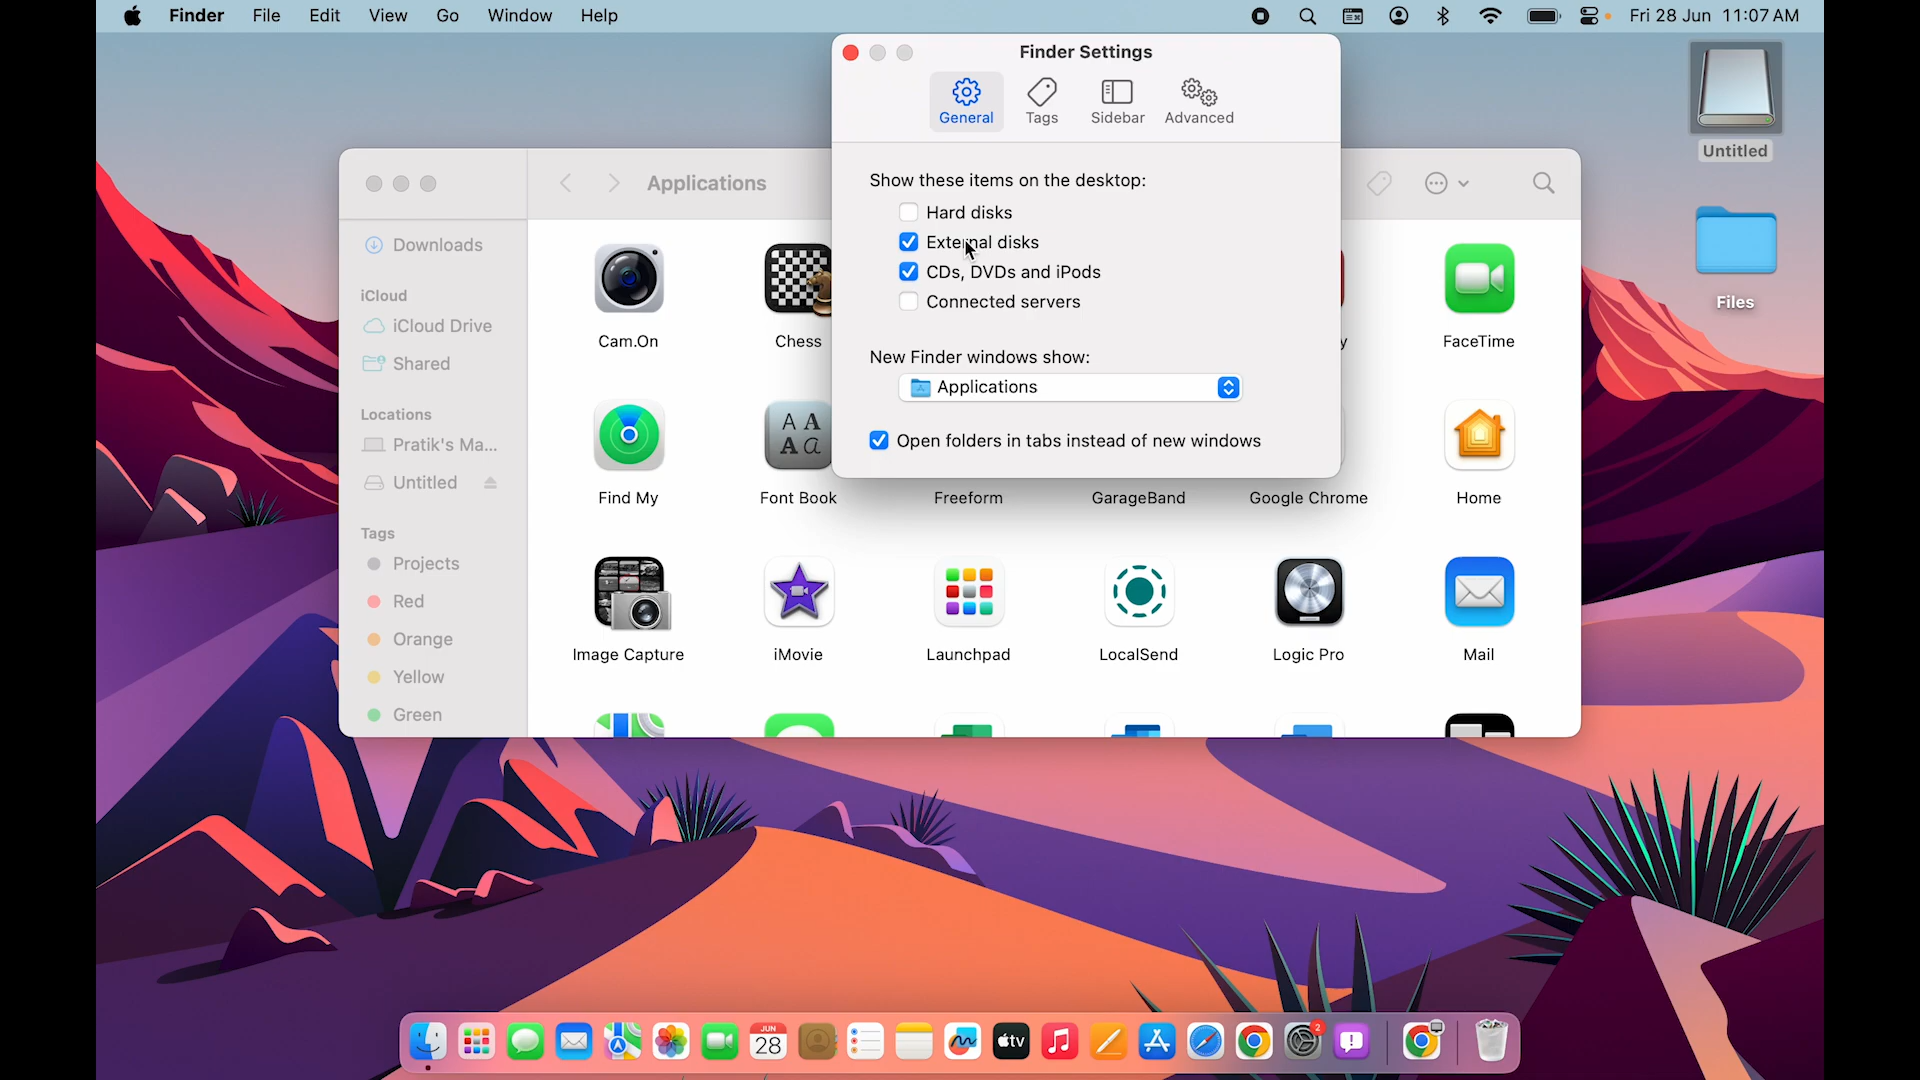 Finder File Edit View Go Window Help Fri 28 Jun 11:07 AM
Finder Settings
General Tags Sidebar Advanced
Show these items on the desktop:
Hard disks
External disks
CDs, DVDs and iPods
Connected servers
New Finder windows show:
Applications
Open folders in tabs instead of new windows
Untitled
Files
Applications
Downloads
iCloud
iCloud Drive
Shared
Locations
Pratik's Ma...
Untitled
Tags
Projects
Red
Orange
Yellow
Green
Cam.On Chess y FaceTime
Find My Font Book Freeform GarageBand Google Chrome Home
Image Capture iMovie Launchpad LocalSend Logic Pro Mail
JUN
28
tv
2